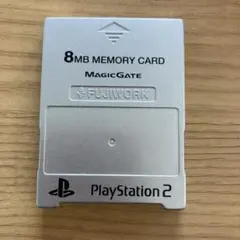 8MB MEMORY CARD
MAGICGATE
FUJIWORK
PlayStation 2